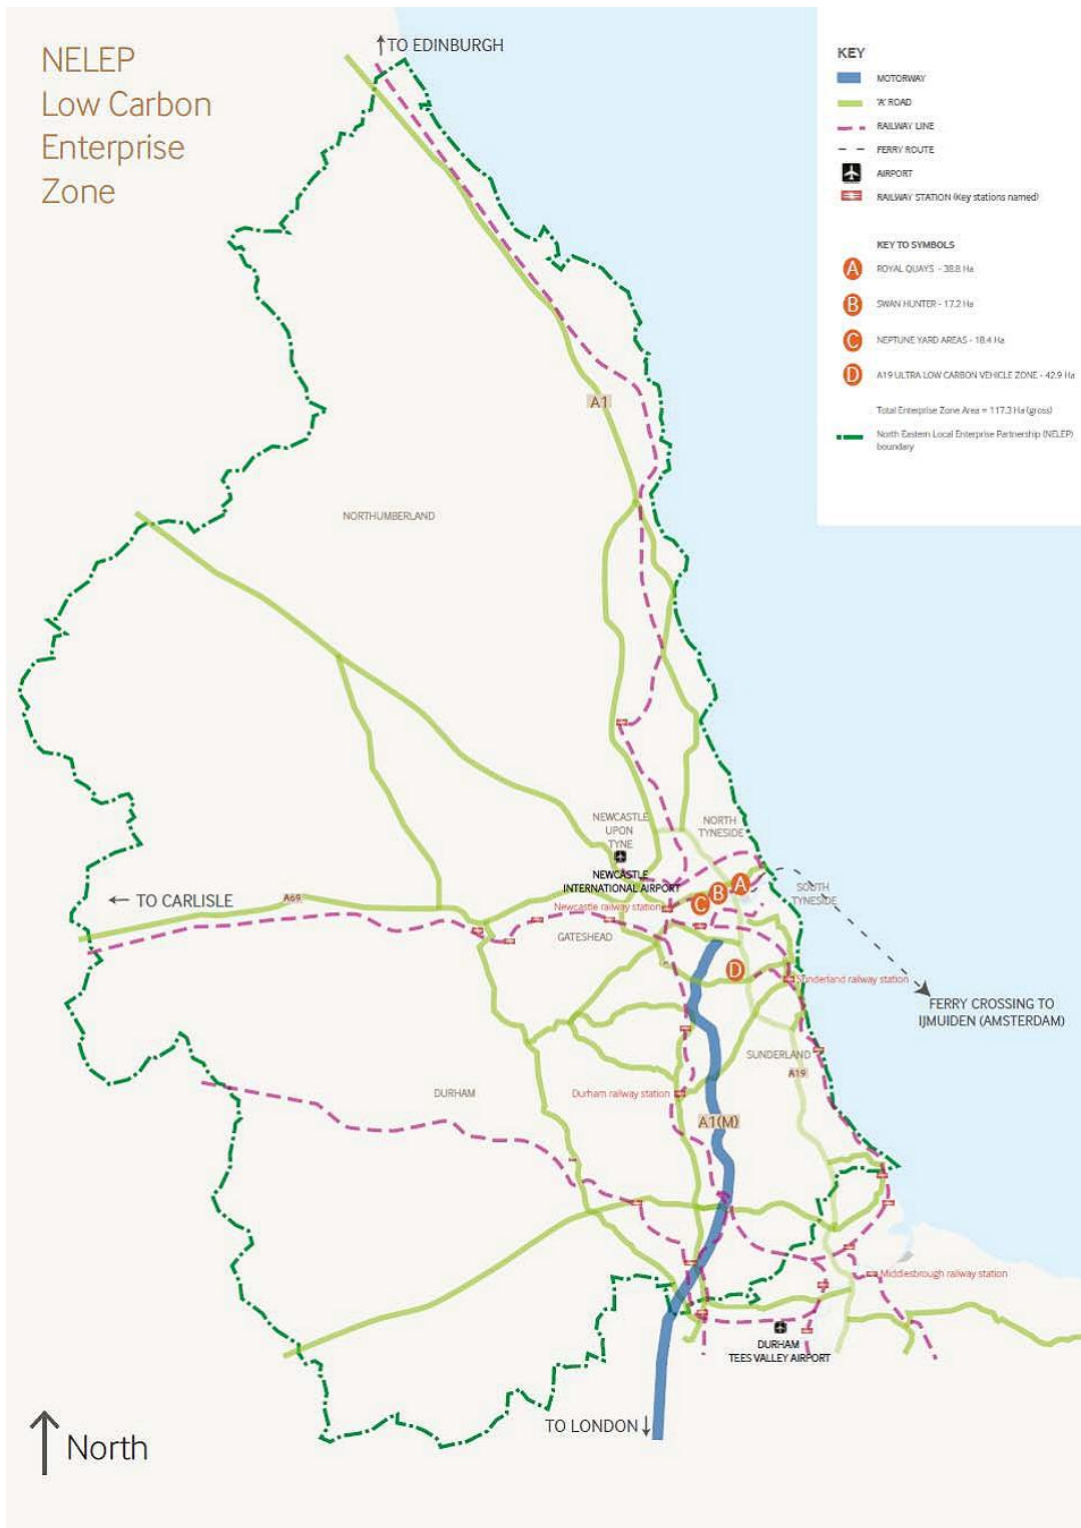 NELEP
Low Carbon
Enterprise
Zone
↑TO EDINBURGH
KEY
MOTORWAY
'A' ROAD
RAILWAY LINE
FERRY ROUTE
AIRPORT
RAILWAY STATION (Key stations named)
KEY TO SYMBOLS
A ROYAL QUAYS - 38.8 Ha
B SWAN HUNTER - 17.2 Ha
C NEPTUNE YARD AREAS - 18.4 Ha
D A19 ULTRA LOW CARBON VEHICLE ZONE - 42.9 Ha
Total Enterprise Zone Area = 117.3 Ha (gross)
North Eastern Local Enterprise Partnership (NELEP)
boundary
A1
NORTHUMBERLAND
NEWCASTLE
UPON
TYNE
NORTH
TYNESIDE
NEWCASTLE
INTERNATIONAL AIRPORT
A
B
C
SOUTH
TYNESIDE
← TO CARLISLE
A69
Newcastle railway station
GATESHEAD
D
Sunderland railway station
FERRY CROSSING TO
IJMUIDEN (AMSTERDAM)
SUNDERLAND
A19
DURHAM
Durham railway station
A1(M)
Middlesbrough railway station
DURHAM
TEES VALLEY AIRPORT
TO LONDON↓
North